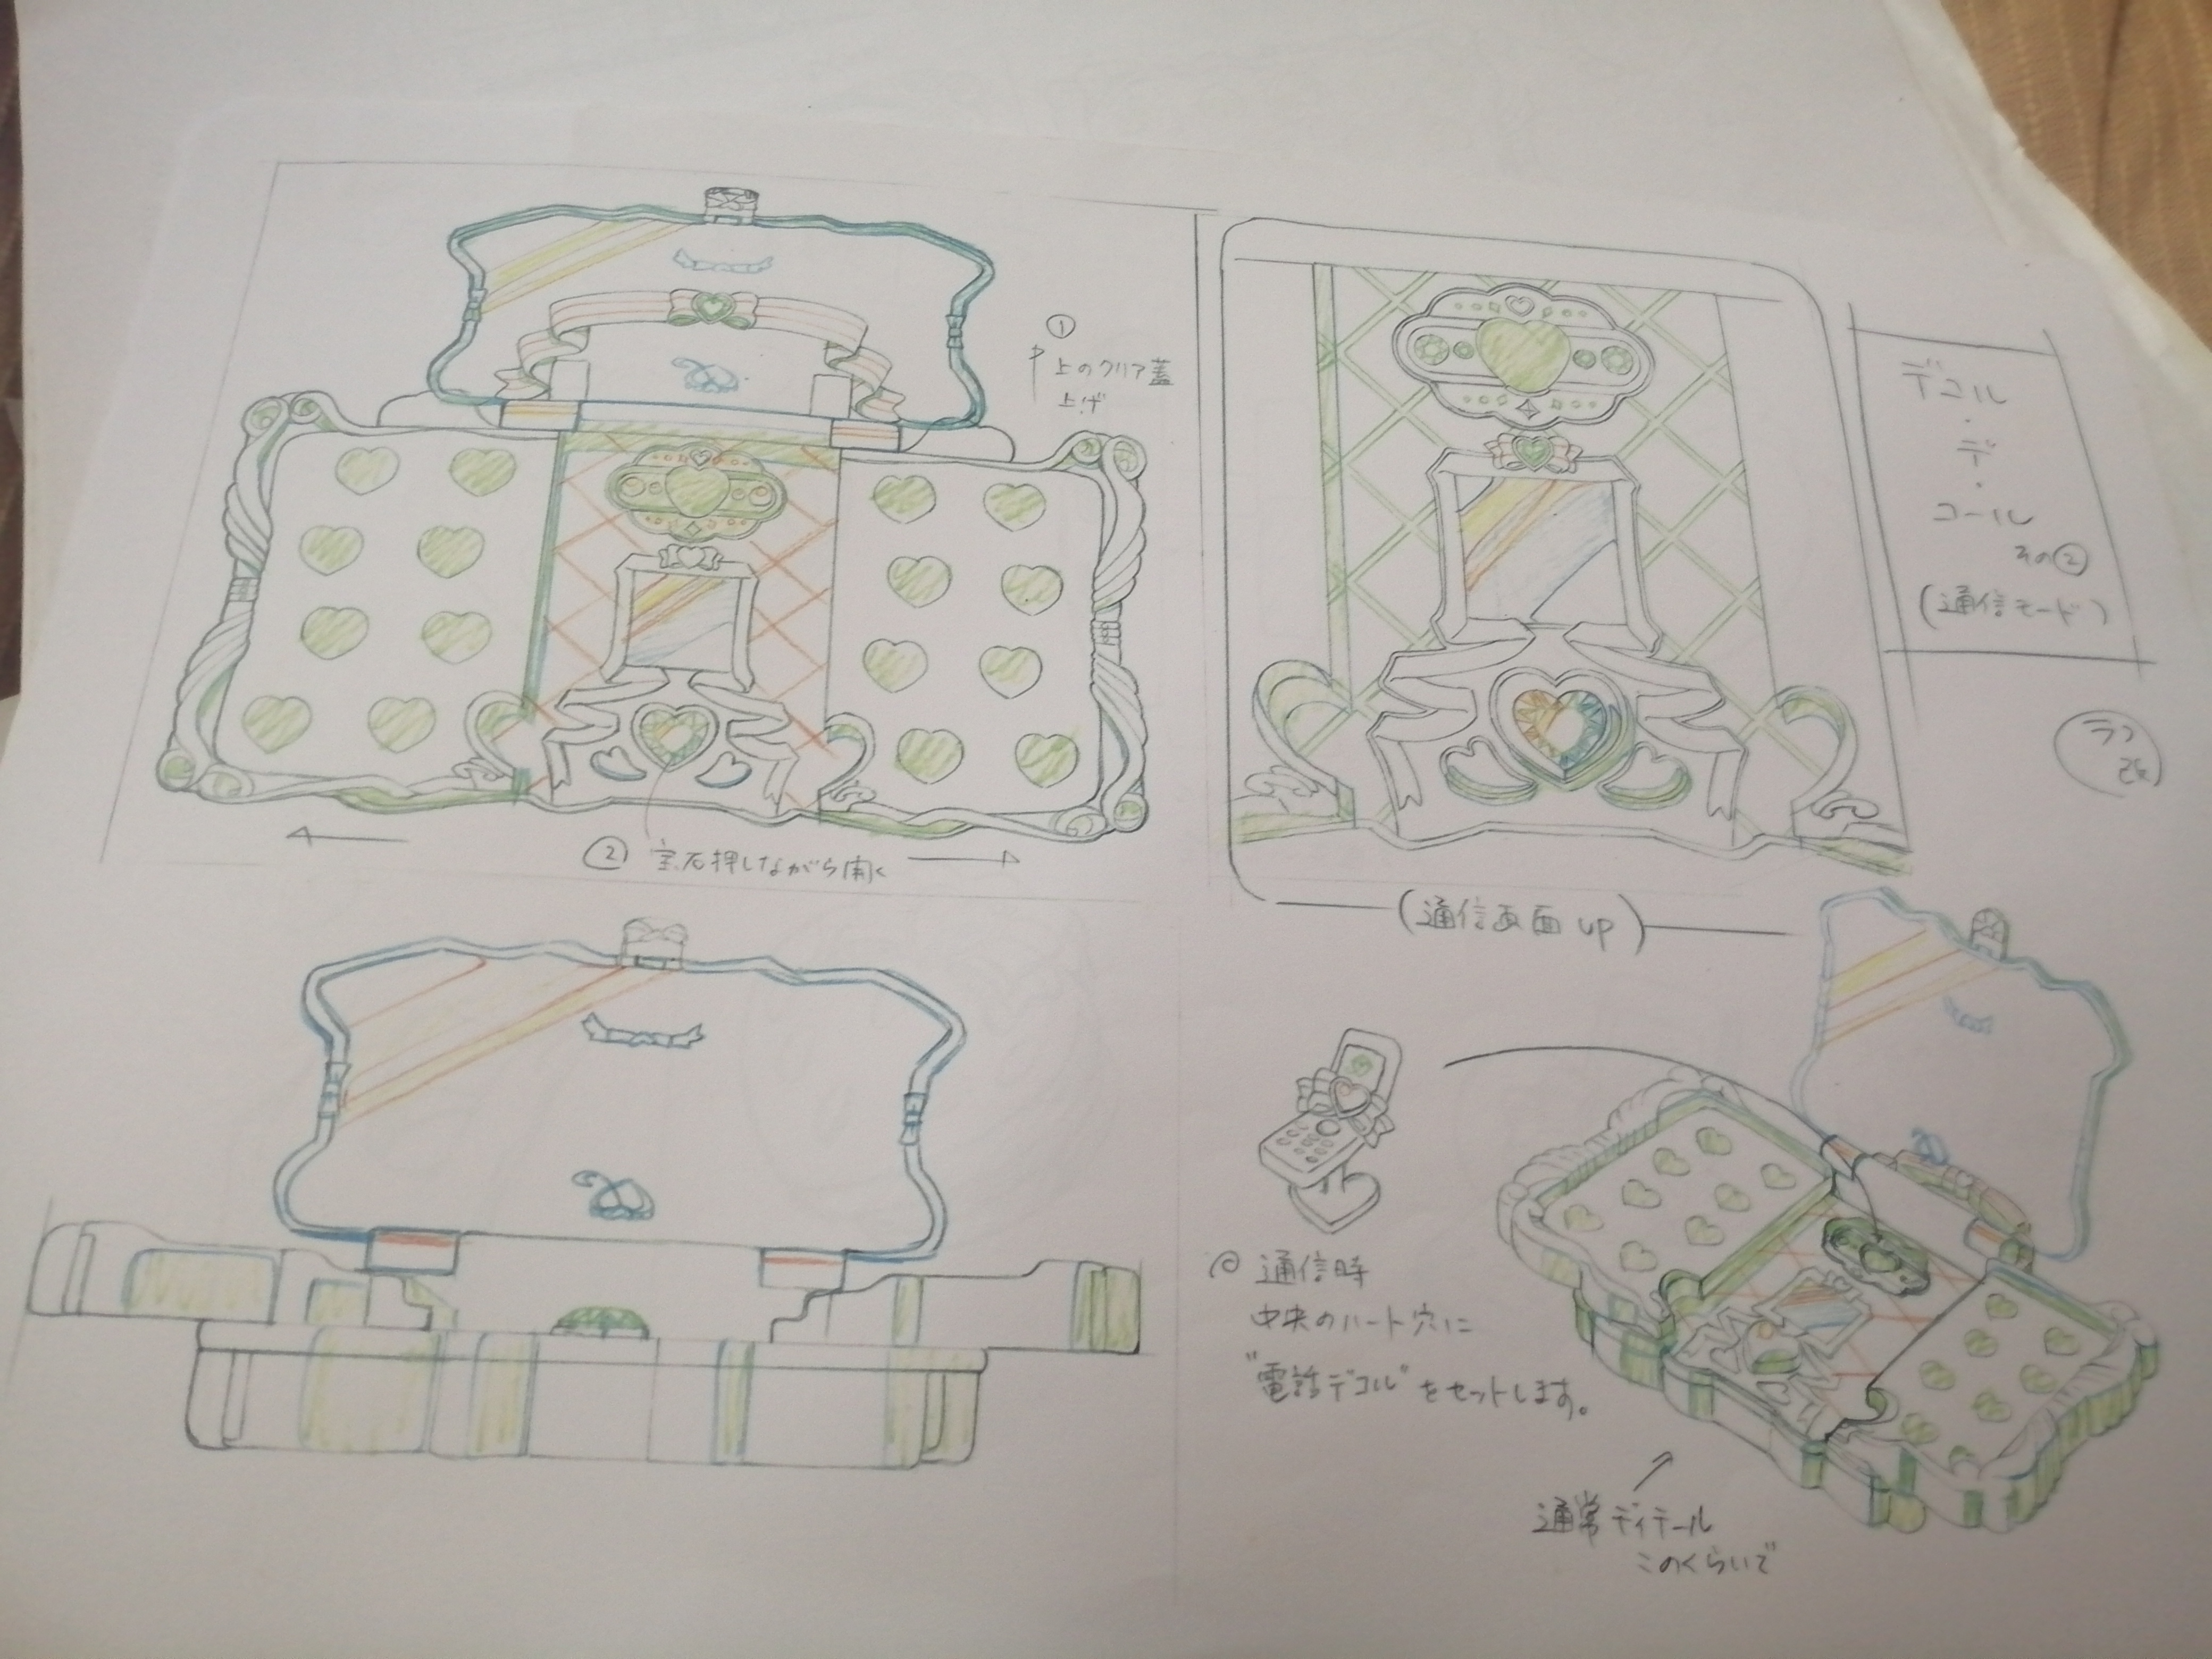 ①
上のクリア蓋
上げ
② 宝石押しながら開く
デコル
・
デ
・
コール
その②
(通信モード)
ラフ
(通信画面 up)
◎ 通信時
中央のハート穴に
"電話デコル"をセットします。
通常ディテール
このくらいで